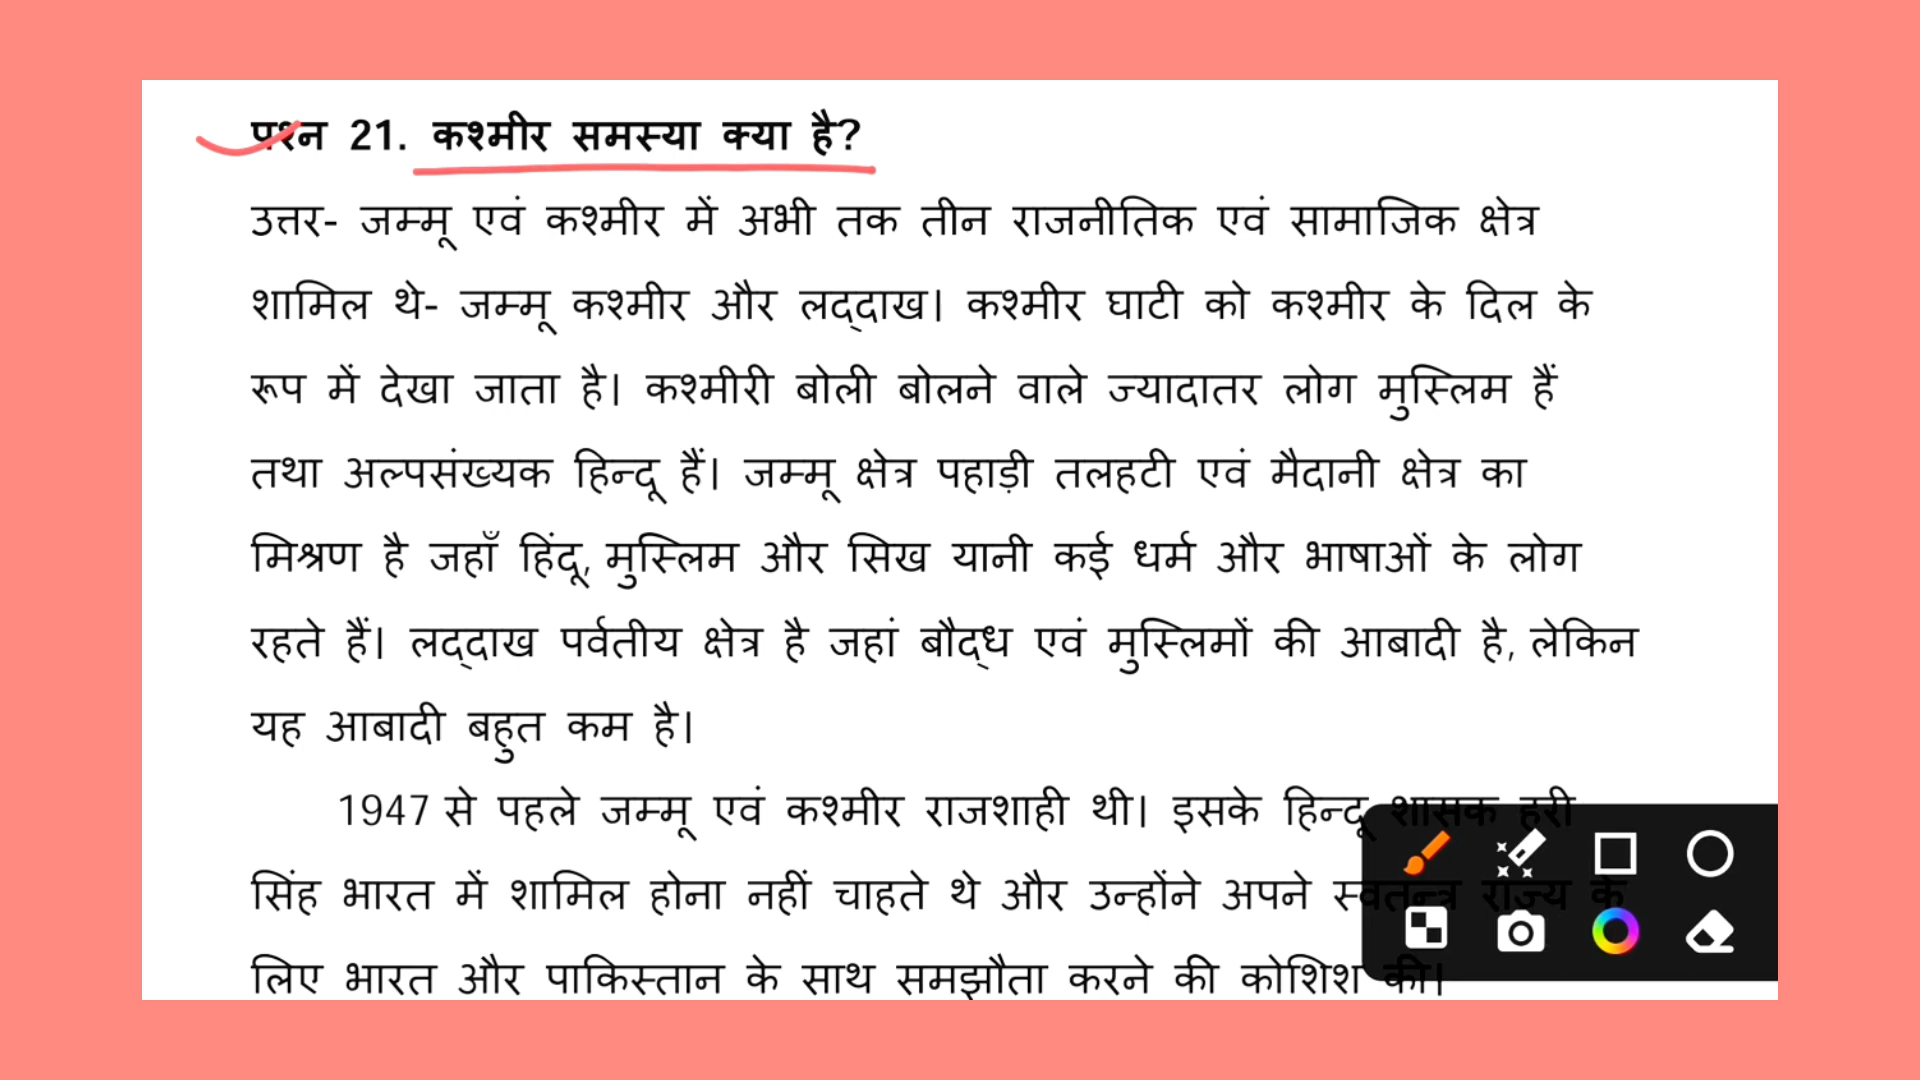 प्रश्न 21. कश्मीर समस्या क्या है?
उत्तर- जम्मू एवं कश्मीर में अभी तक तीन राजनीतिक एवं सामाजिक क्षेत्र
शामिल थे- जम्मू कश्मीर और लद्दाख। कश्मीर घाटी को कश्मीर के दिल के
रूप में देखा जाता है। कश्मीरी बोली बोलने वाले ज्यादातर लोग मुस्लिम हैं
तथा अल्पसंख्यक हिन्दू हैं। जम्मू क्षेत्र पहाड़ी तलहटी एवं मैदानी क्षेत्र का
मिश्रण है जहाँ हिंदू, मुस्लिम और सिख यानी कई धर्म और भाषाओं के लोग
रहते हैं। लद्दाख पर्वतीय क्षेत्र है जहां बौद्ध एवं मुस्लिमों की आबादी है, लेकिन
यह आबादी बहुत कम है।
1947 से पहले जम्मू एवं कश्मीर राजशाही थी। इसके हिन्दू शासक हरी
सिंह भारत में शामिल होना नहीं चाहते थे और उन्होंने अपने स्वतन्त्र राज्य के
लिए भारत और पाकिस्तान के साथ समझौता करने की कोशिश की।